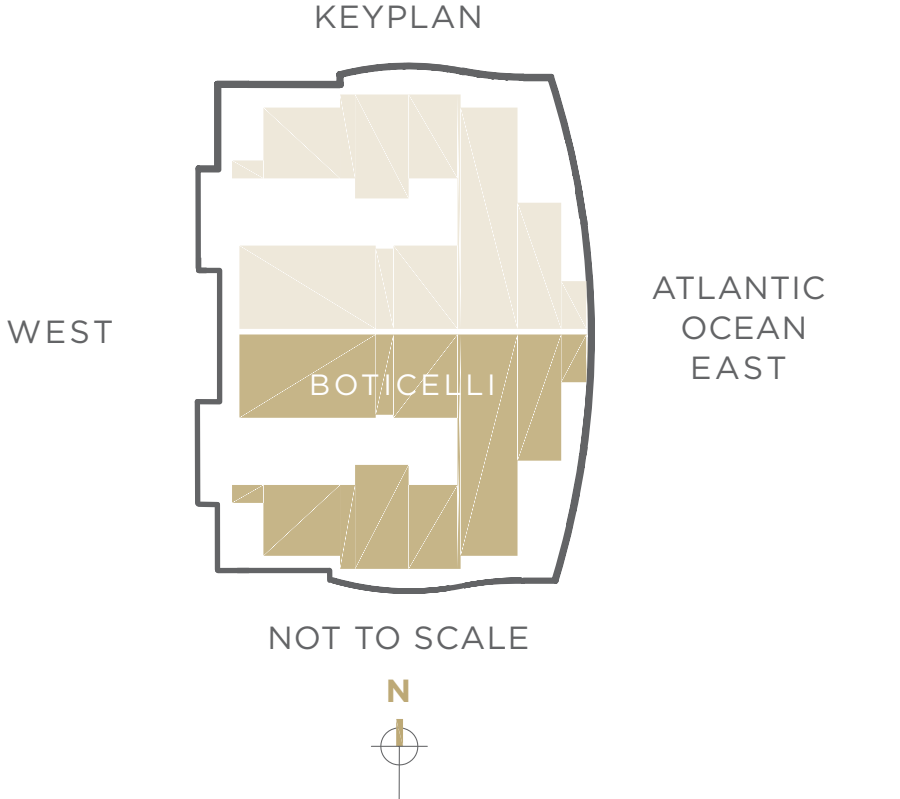 KEYPLAN
ATLANTIC
OCEAN
EAST
WEST
BOTICELLI
NOT TO SCALE
N